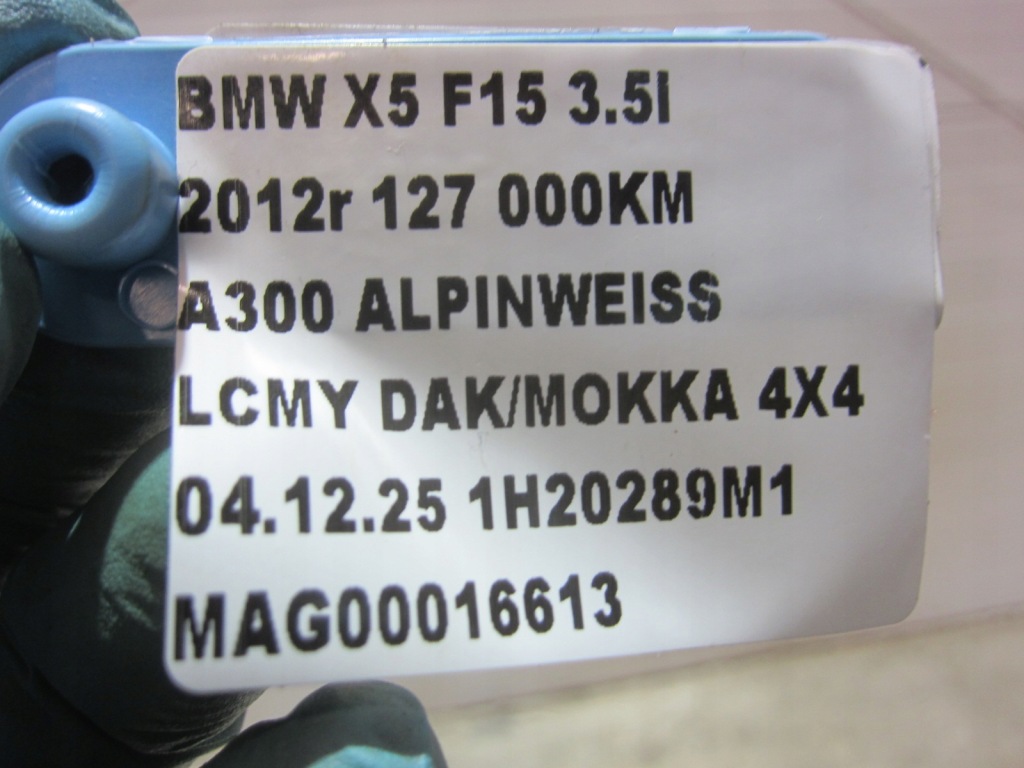 BMW X5 F15 3.5I
2012r 127 000KM
A300 ALPINWEISS
LCMY DAK/MOKKA 4X4
04.12.25 1H20289M1
MAG00016613